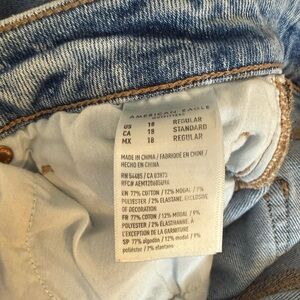 AMERICAN EAGLE
US 18 REGULAR
CA 18 STANDARD
MX 18 REGULAR
MADE IN CHINA / FABRIQUÉ EN CHINE /
HECHO EN CHINA
RN 54485 / CA 03973
EN 77% COTTON / 12% MODAL / 9%
POLYESTER / 2% ELASTANE. EXCLUSIVE
OF DECORATION
FR 77% COTON / 12% MODAL / 9%
POLYESTER / 2% ÉLASTHANNE. À
L'EXCEPTION DE LA GARNITURE
SP 77% algodón / 12% modal / 9%
poliéster / 2% elastano